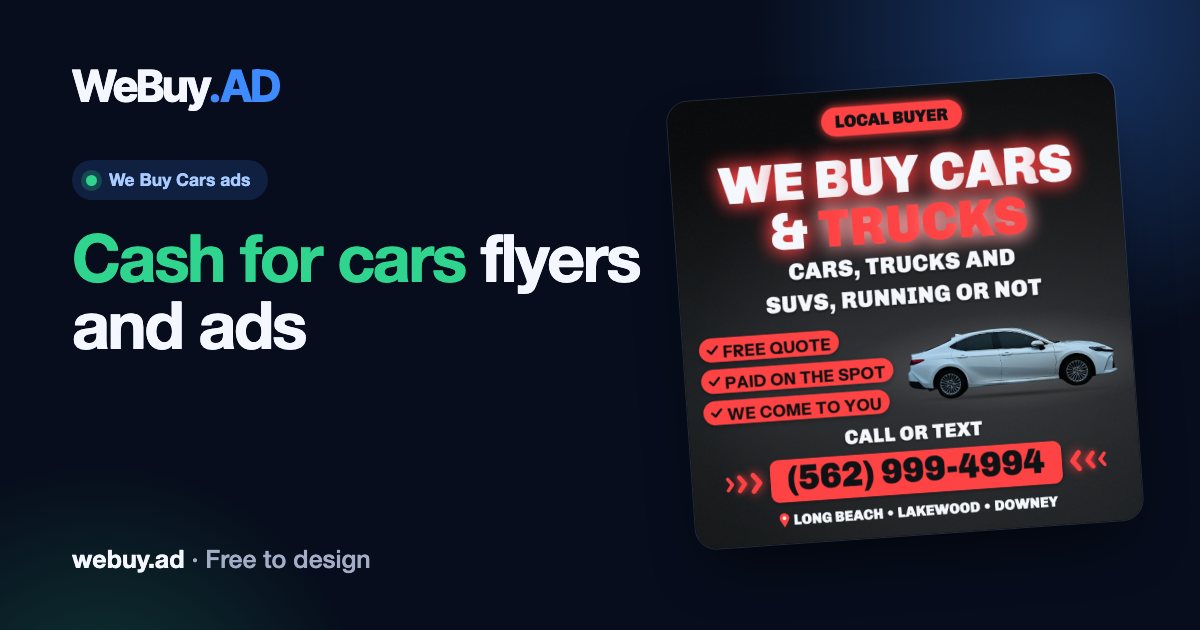 WeBuy.AD
We Buy Cars ads
Cash for cars flyers
and ads
webuy.ad · Free to design
LOCAL BUYER
WE BUY CARS
& TRUCKS
CARS, TRUCKS AND
SUVS, RUNNING OR NOT
FREE QUOTE
PAID ON THE SPOT
WE COME TO YOU
CALL OR TEXT
(562) 999-4994
LONG BEACH • LAKEWOOD • DOWNEY